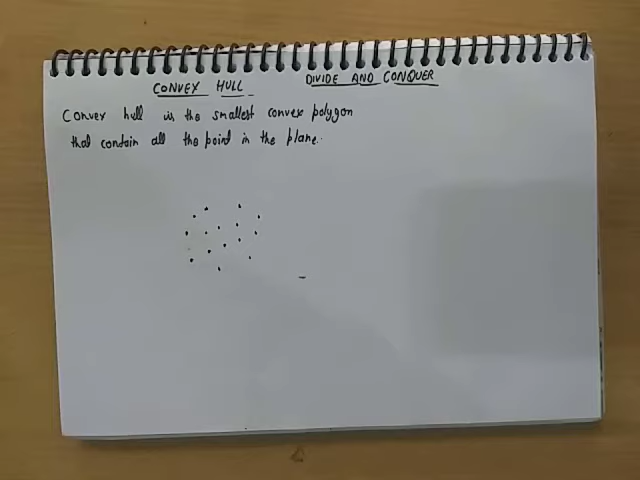 CONVEX HULL DIVIDE AND CONQUER
Convex hull is the smallest convex polygon
that contain all the point in the plane.